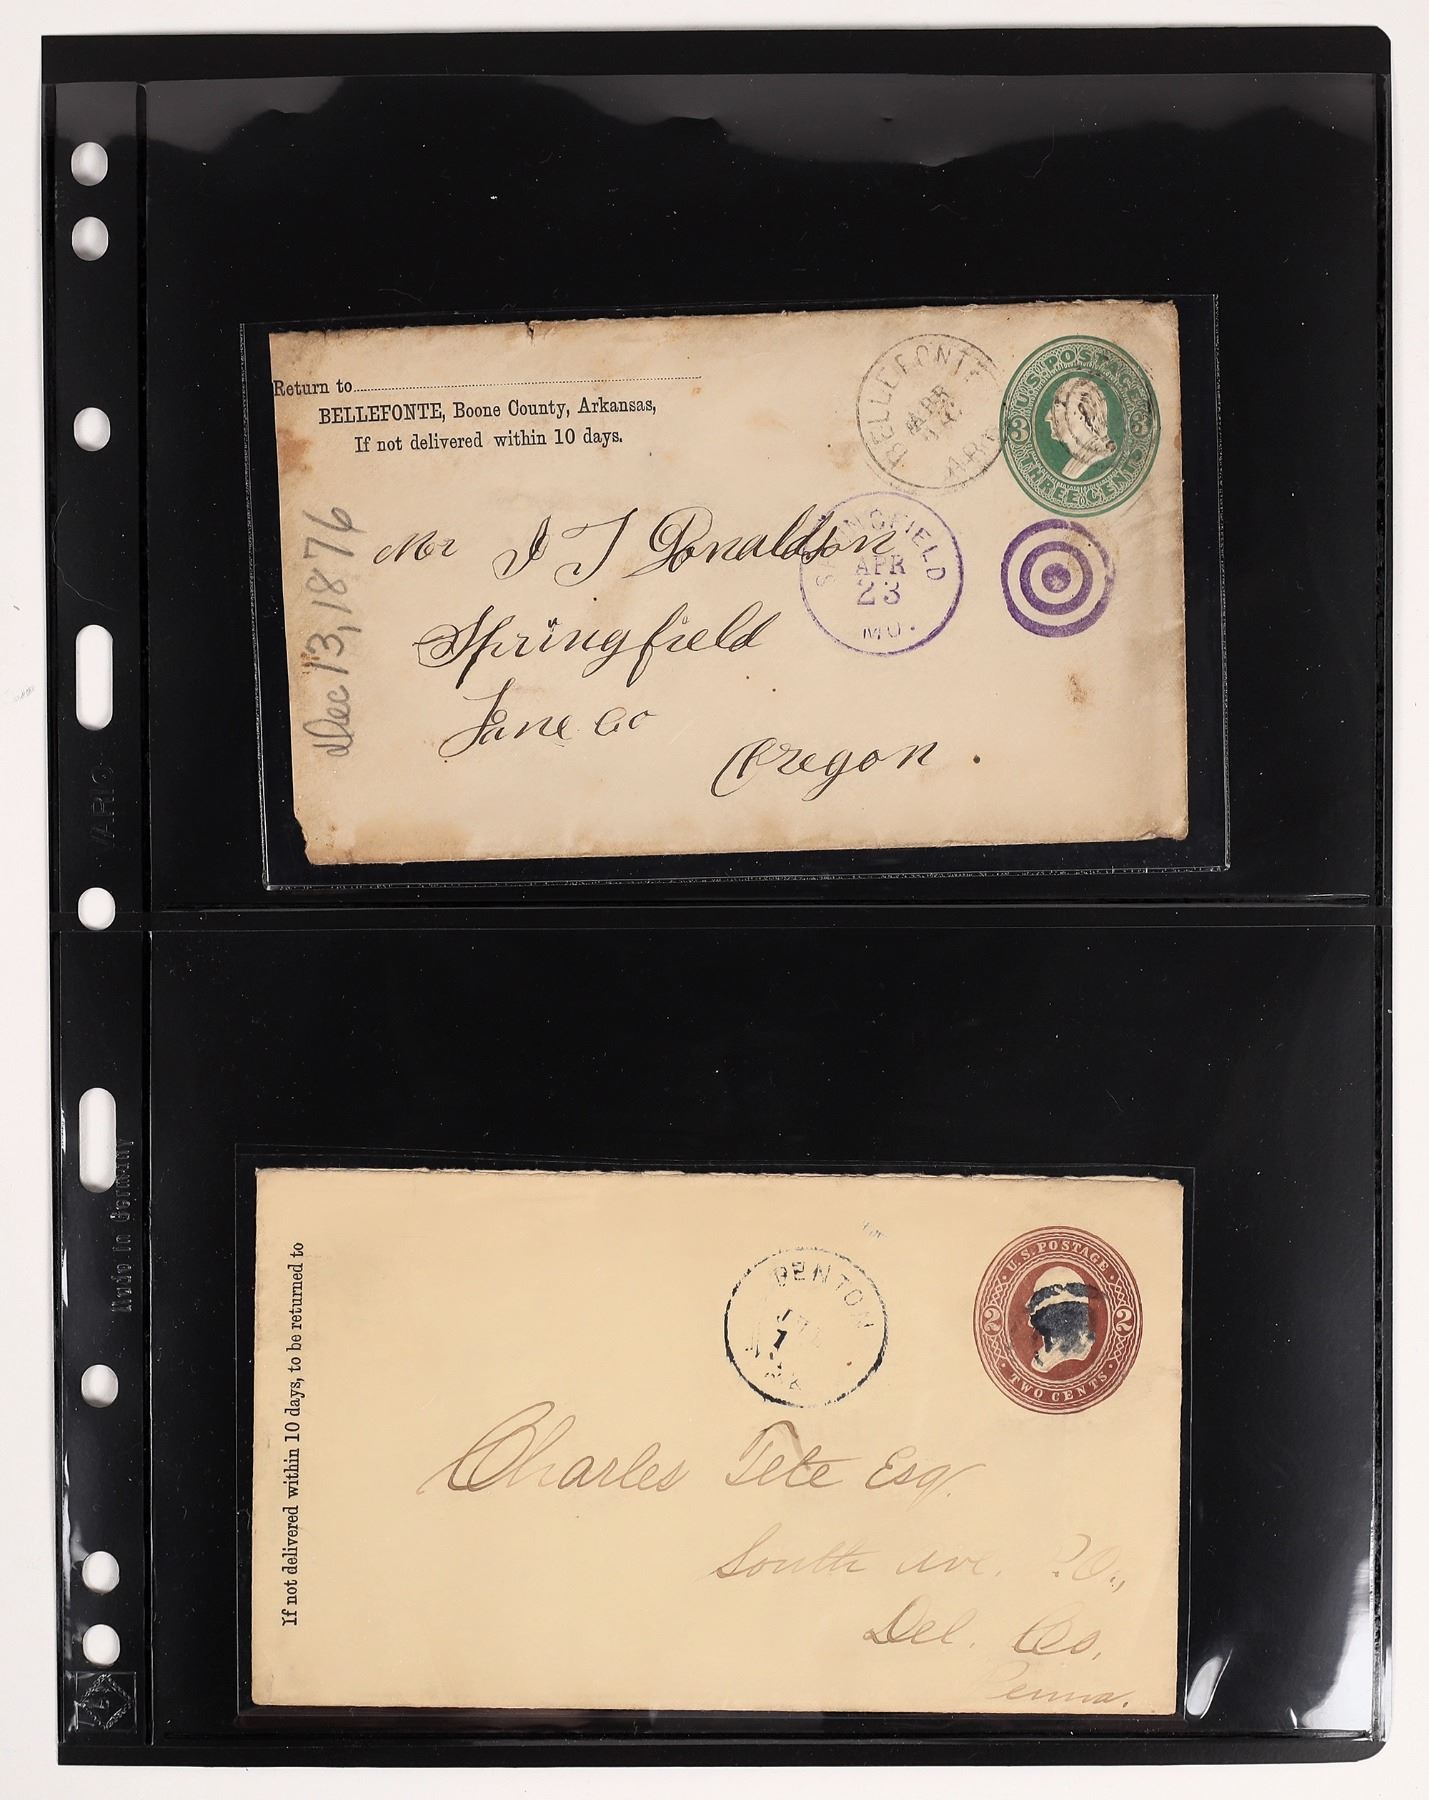 Return to
BELLEFONTE, Boone County, Arkansas,
If not delivered within 10 days.
BELLEFONTE
APR
ARK
U.S. POSTAGE
3 3
THREE CENTS
Dec 13, 1876
Mr J T Donaldson
Springfield
Lane Co
Oregon.
SPRINGFIELD
APR
23
MO.
VARIO
Made in Germany
If not delivered within 10 days, to be returned to
BENTON
1
ARK
U.S. POSTAGE
2 2
TWO CENTS
Charles Tete Esq.
South Ave. P.O.,
Del. Co.
Penna.